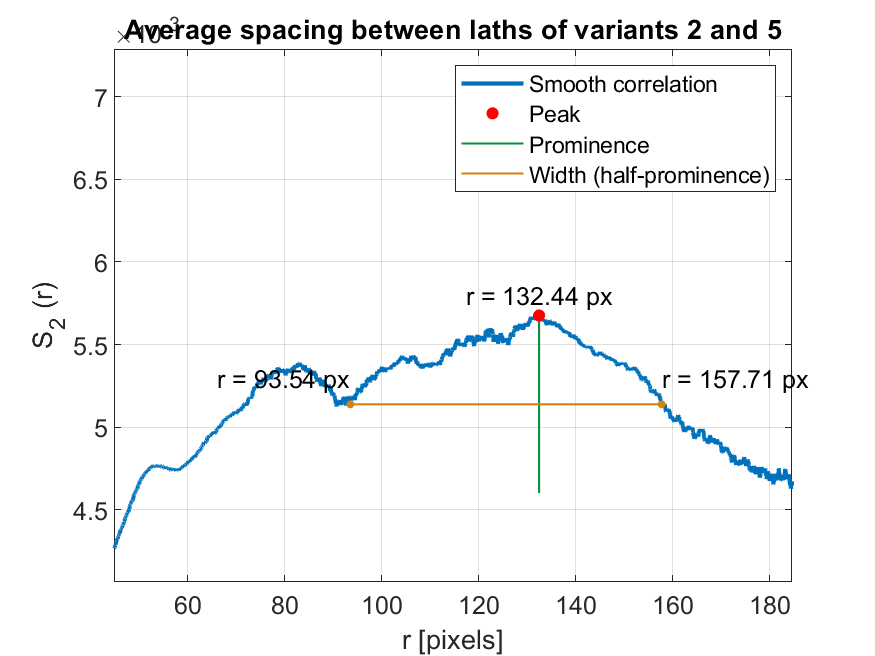 Average spacing between laths of variants 2 and 5
×10⁻³
Smooth correlation
Peak
Prominence
Width (half-prominence)
7
6.5
6
5.5
5
4.5
S₂ (r)
r = 132.44 px
r = 93.54 px
r = 157.71 px
60 80 100 120 140 160 180
r [pixels]